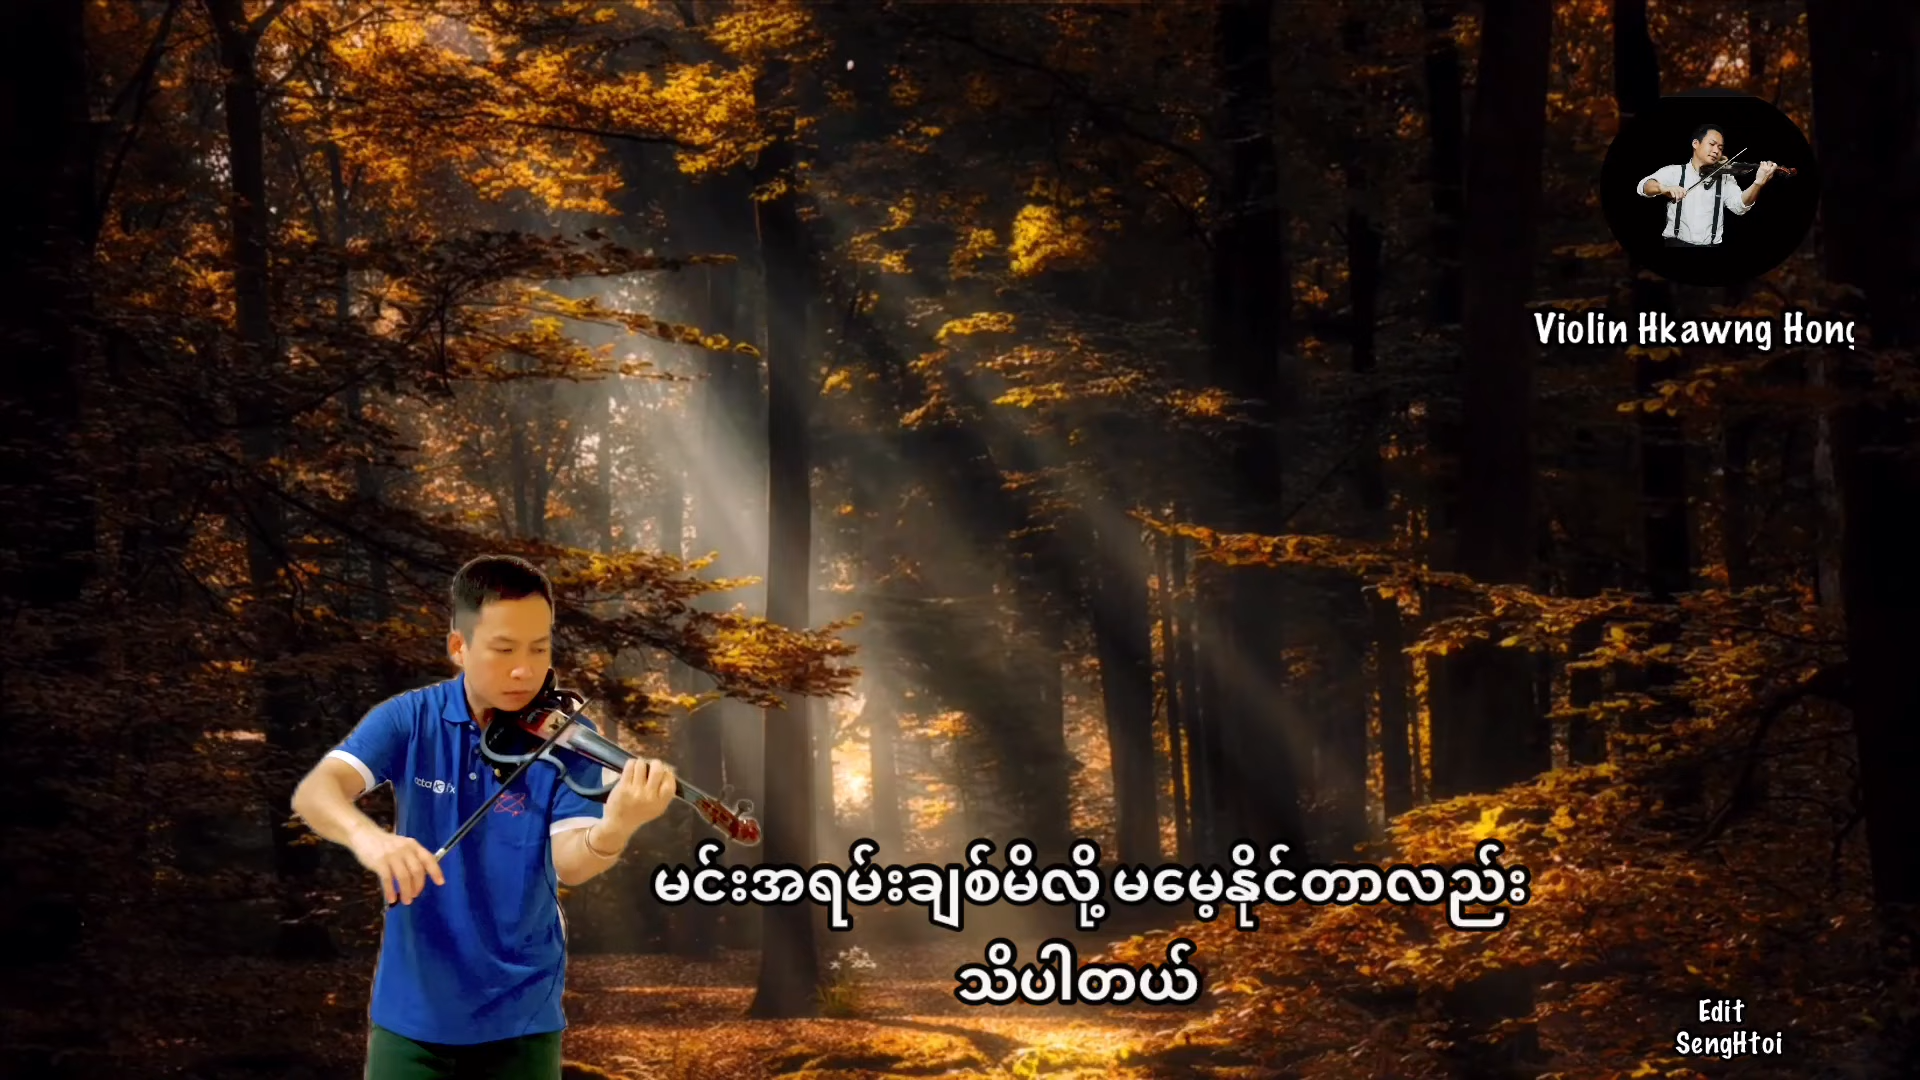 Violin Hkawng Hong
မင်းအရမ်းချစ်မိလို့ မမေ့နိုင်တာလည်း
သိပါတယ်
Edit
SengHtoi